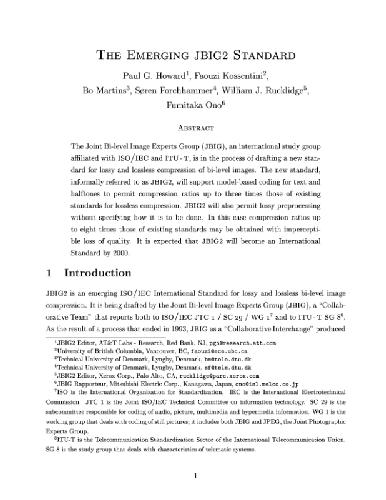 The Emerging JBIG2 Standard
Paul G. Howard1, Faouzi Kossentini2,
Bo Martins3, Søren Forchhammer4, William J. Rucklidge5,
Fumitaka Ono6
Abstract
The Joint Bi-level Image Experts Group (JBIG), an international study group
affiliated with ISO/IEC and ITU-T, is in the process of drafting a new stan-
dard for lossy and lossless compression of bi-level images. The new standard,
informally referred to as JBIG2, will support model-based coding for text and
halftones to permit compression ratios up to three times those of existing
standards for lossless compression. JBIG2 will also permit lossy preprocessing
without specifying how it is to be done. In this case compression ratios up
to eight times those of existing standards may be obtained with impercepti-
ble loss of quality. It is expected that JBIG2 will become an International
Standard by 2000.
1 Introduction
JBIG2 is an emerging ISO/IEC International Standard for lossy and lossless bi-level image
compression. It is being drafted by the Joint Bi-level Image Experts Group (JBIG), a "Collab-
orative Team" that reports both to ISO/IEC JTC 1/SC 29/WG 17 and to ITU-T SG 88.
As the result of a process that ended in 1993, JBIG as a "Collaborative Interchange" produced
1JBIG2 Editor, AT&T Labs - Research, Red Bank, NJ, pgh@research.att.com
2University of British Columbia, Vancouver, BC, faouzi@ece.ubc.ca
3Technical University of Denmark, Lyngby, Denmark, bm@tele.dtu.dk
4Technical University of Denmark, Lyngby, Denmark, sf@tele.dtu.dk
5JBIG2 Editor, Xerox Corp., Palo Alto, CA, rucklidge@parc.xerox.com
6JBIG Rapporteur, Mitsubishi Electric Corp., Kanagawa, Japan,
7ISO is the International Organization for Standardization. IEC is the International Electrotechnical
Commission. JTC 1 is the Joint ISO/IEC Technical Committee on information technology. SC 29 is the
subcommittee responsible for coding of audio, picture, multimedia and hypermedia information. WG 1 is the
working group that deals with coding of still pictures; it includes both JBIG and JPEG, the Joint Photographic
Experts Group.
8ITU-T is the Telecommunication Standardization Sector of the International Telecommunication Union.
SG 8 is the study group that deals with characteristics of telematic systems.
1